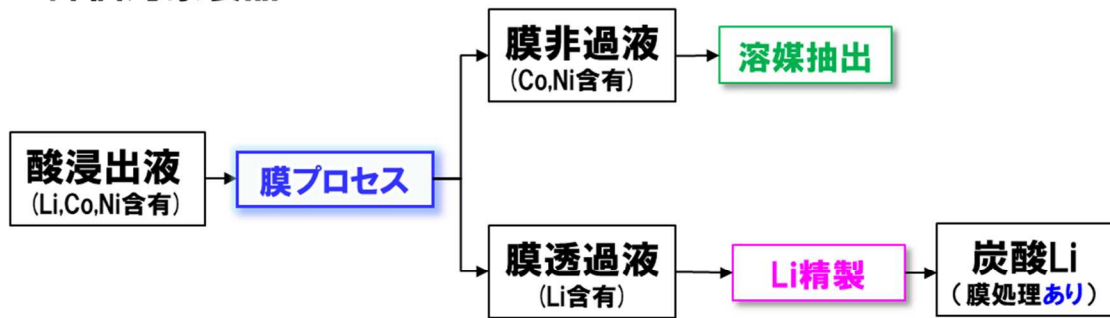 膜非過液
(Co,Ni含有)
溶媒抽出
酸浸出液
(Li,Co,Ni含有)
膜プロセス
膜透過液
(Li含有)
Li精製
炭酸Li
(膜処理あり)